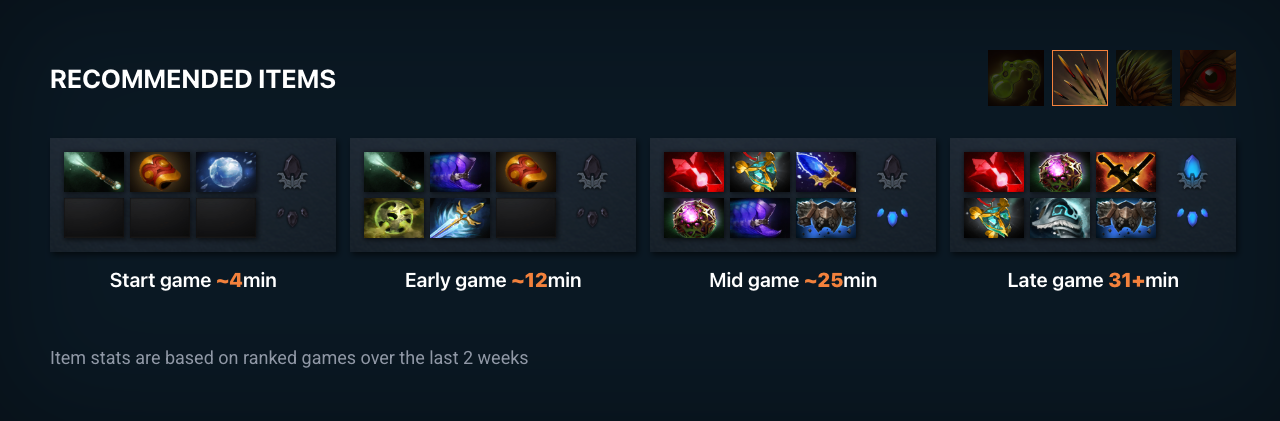 RECOMMENDED ITEMS
Start game ~4min
Early game ~12min
Mid game ~25min
Late game 31+min
Item stats are based on ranked games over the last 2 weeks